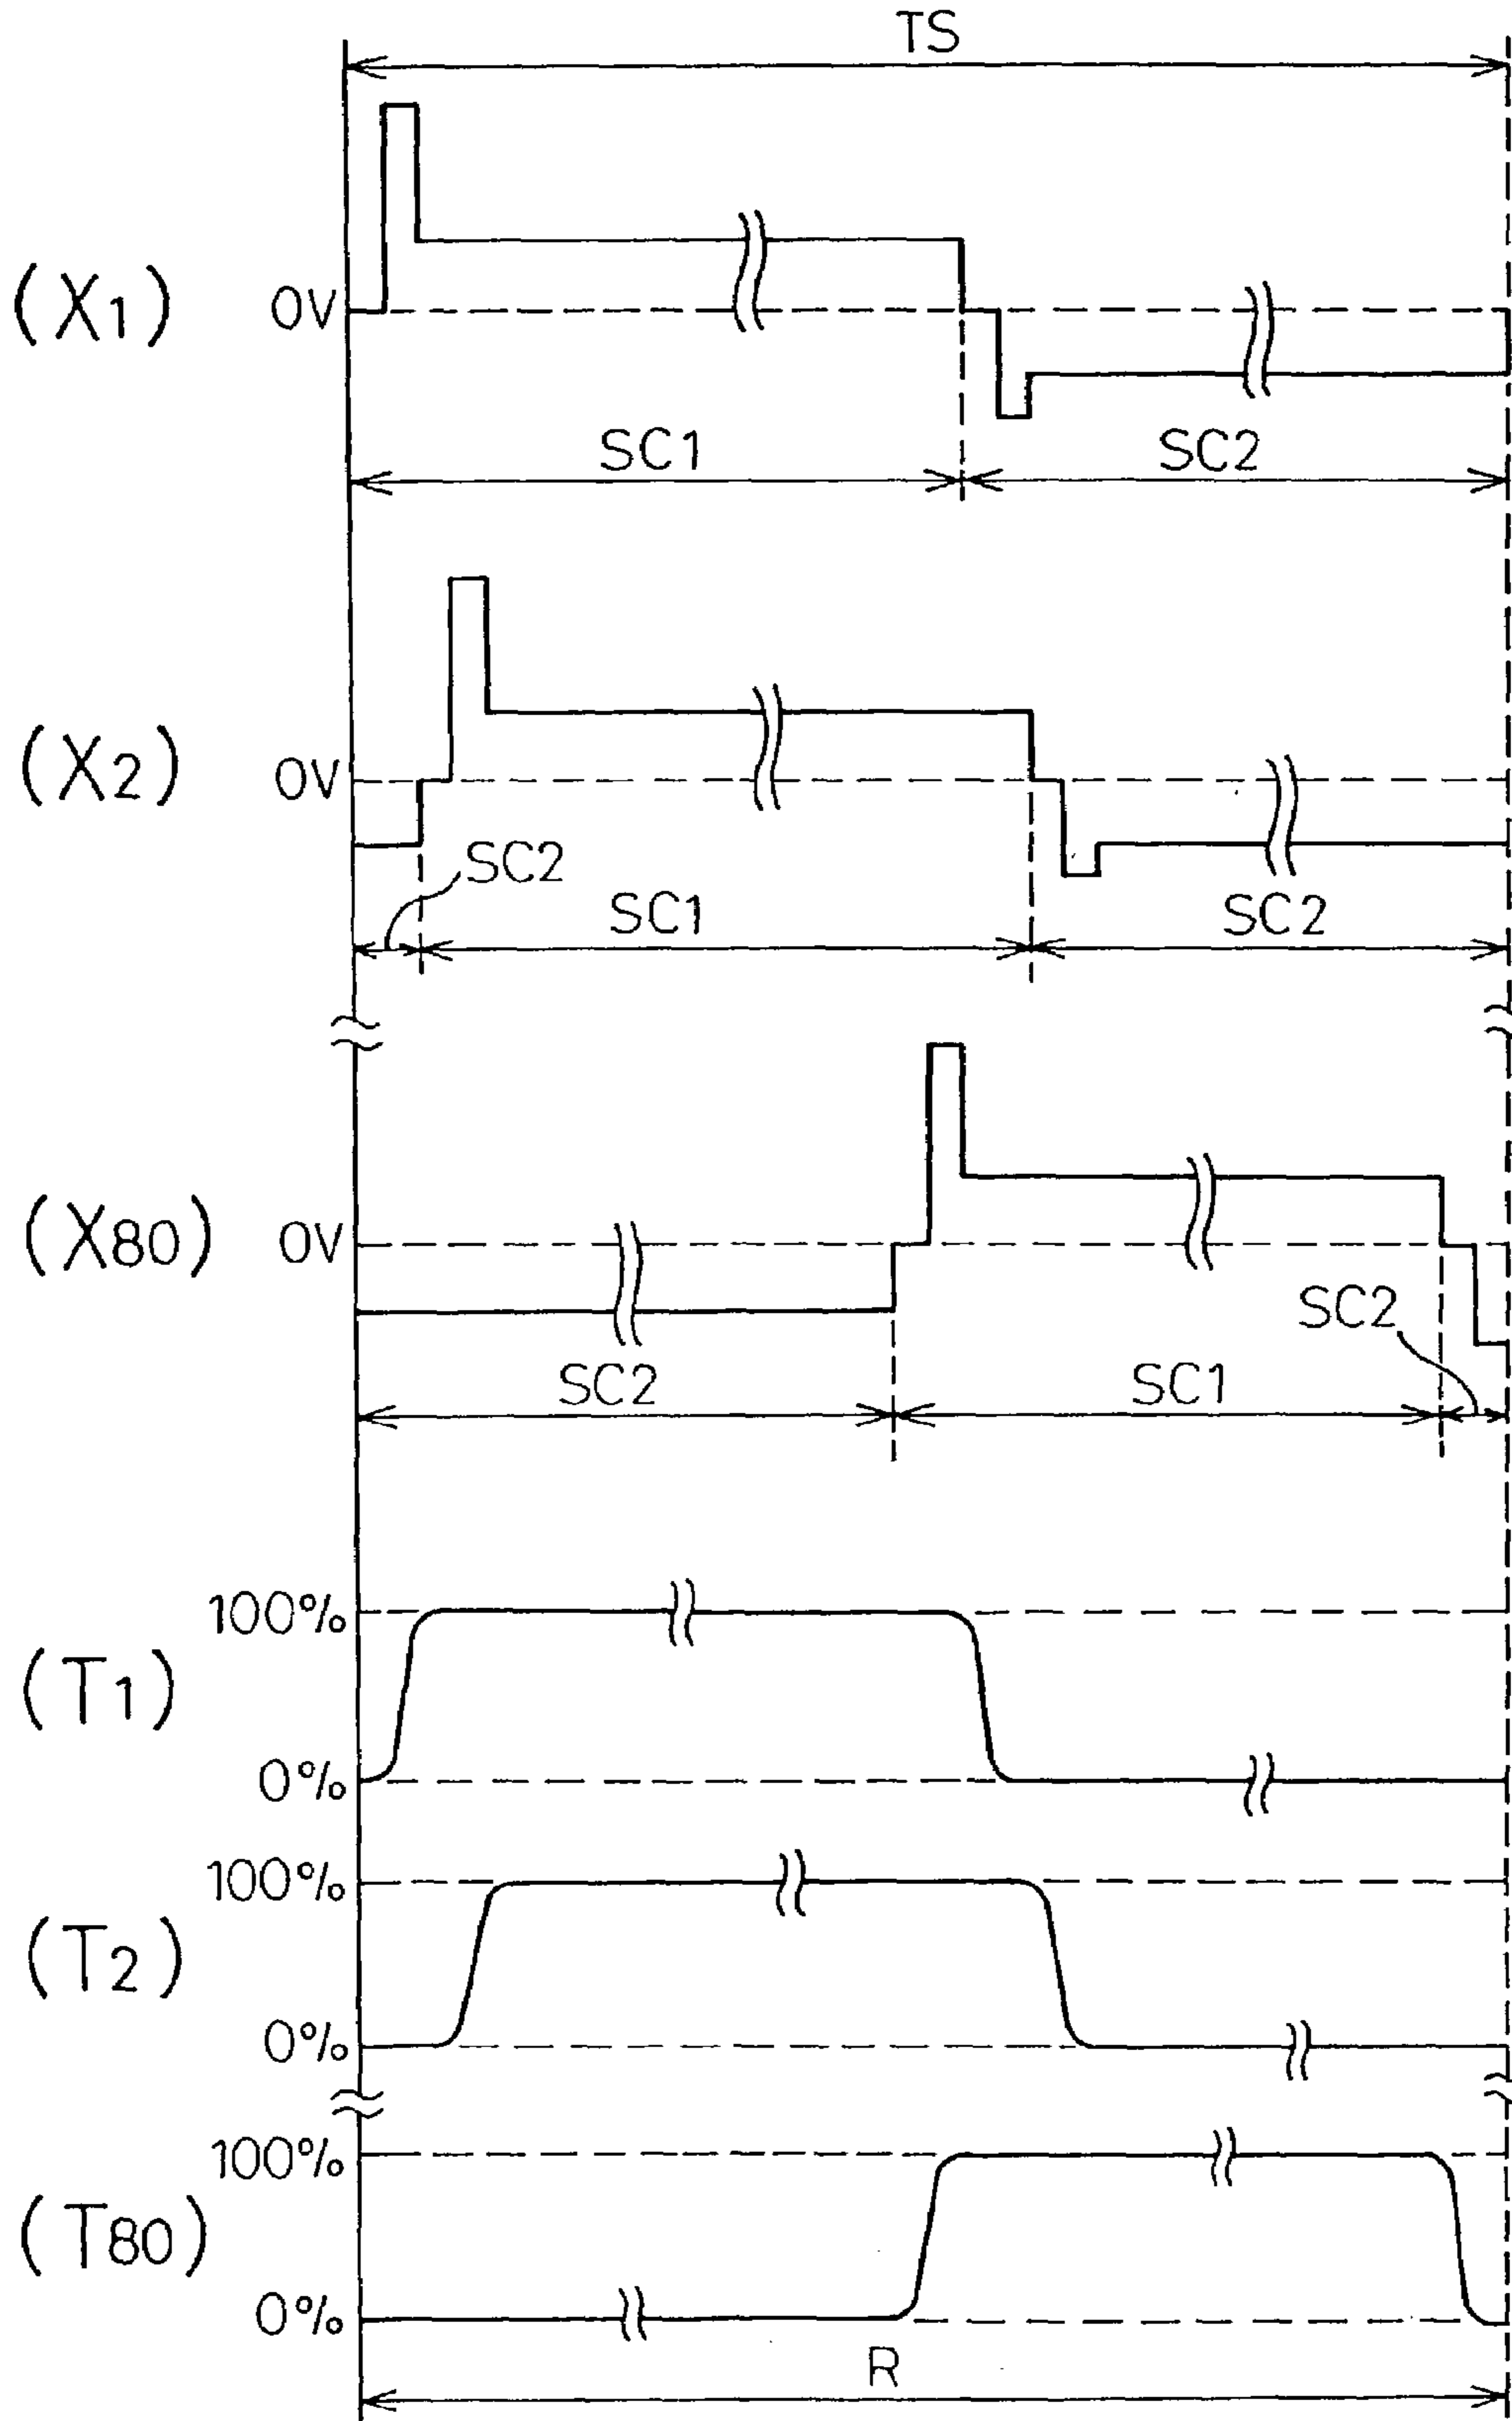 TS
(X1)
0V
SC1
SC2
(X2)
0V
SC2
SC1
SC2
(X80)
0V
SC2
SC2
SC1
100%
(T1)
0%
100%
(T2)
0%
100%
(T80)
0%
R